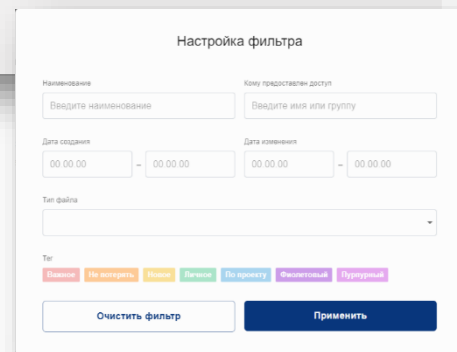 Настройка фильтра
Наименование
Кому предоставлен доступ
Введите наименование
Введите имя или группу
Дата создания
Дата изменения
00.00.00 – 00.00.00
00.00.00 – 00.00.00
Тип файла
Тег
Важное Не потерять Новое Личное По проекту Фиолетовый Пурпурный
Очистить фильтр
Применить